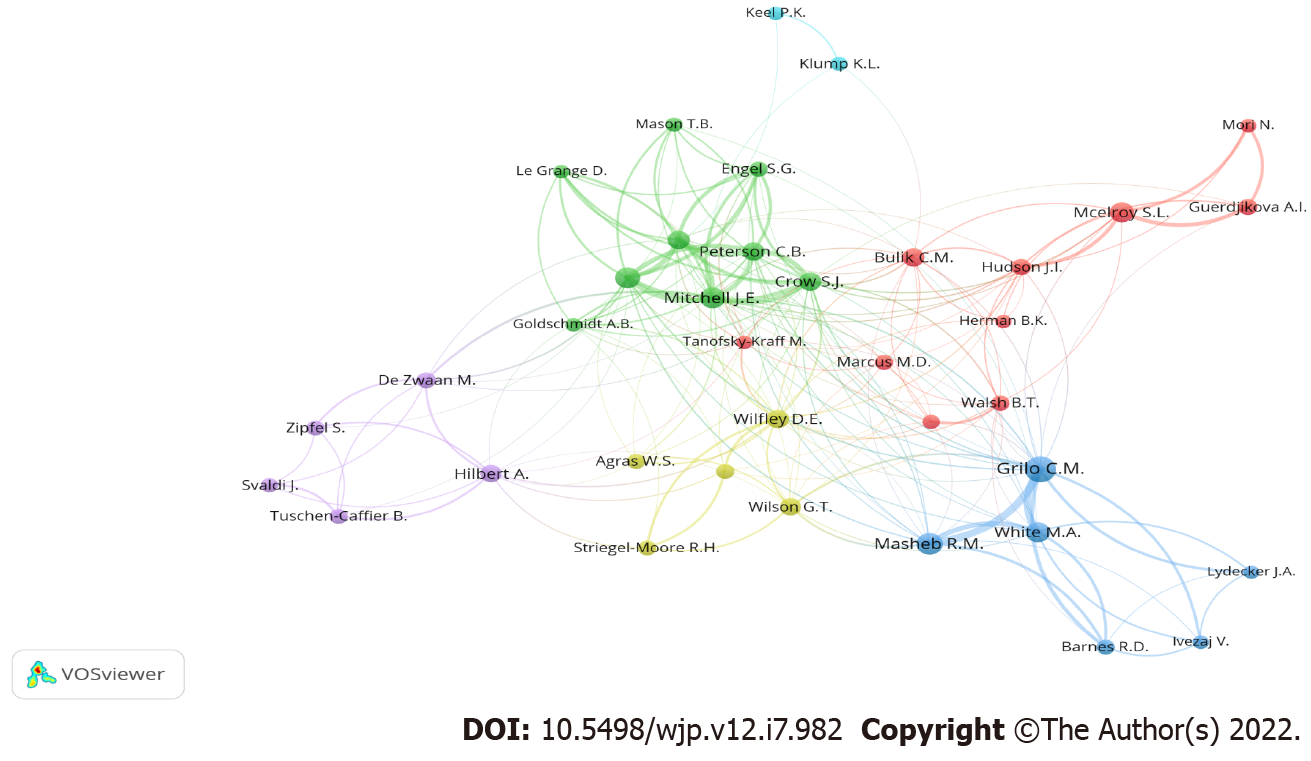 Keel P.K.
Klump K.L.
Mason T.B.
Mori N.
Le Grange D.
Engel S.G.
Mcelroy S.L.
Guerdjikova A.I.
Peterson C.B.
Bulik C.M.
Hudson J.I.
Crow S.J.
Mitchell J.E.
Goldschmidt A.B.
Herman B.K.
Tanofsky-Kraff M.
Marcus M.D.
De Zwaan M.
Walsh B.T.
Zipfel S.
Wilfley D.E.
Agras W.S.
Hilbert A.
Grilo C.M.
Svaldi J.
Wilson G.T.
Tuschen-Caffier B.
White M.A.
Striegel-Moore R.H.
Masheb R.M.
Lydecker J.A.
Barnes R.D.
Ivezaj V.
VOSviewer
DOI: 10.5498/wjp.v12.i7.982 Copyright ©The Author(s) 2022.